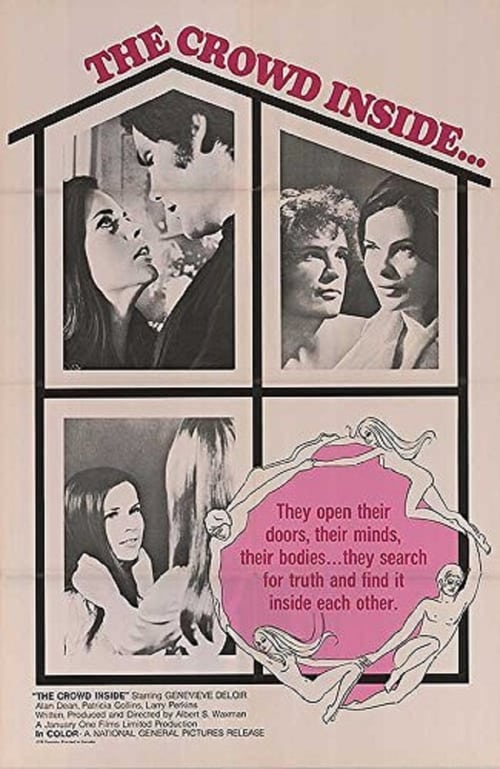 THE CROWD INSIDE...
They open their
doors, their minds,
their bodies...they search
for truth and find it
inside each other.
"THE CROWD INSIDE" Starring GENEVIEVE DELOIR
Alan Dean, Patricia Collins, Larry Perkins
Written, Produced and Directed by Albert S. Waxman
A January One Films Limited Production
In COLOR · A NATIONAL GENERAL PICTURES RELEASE